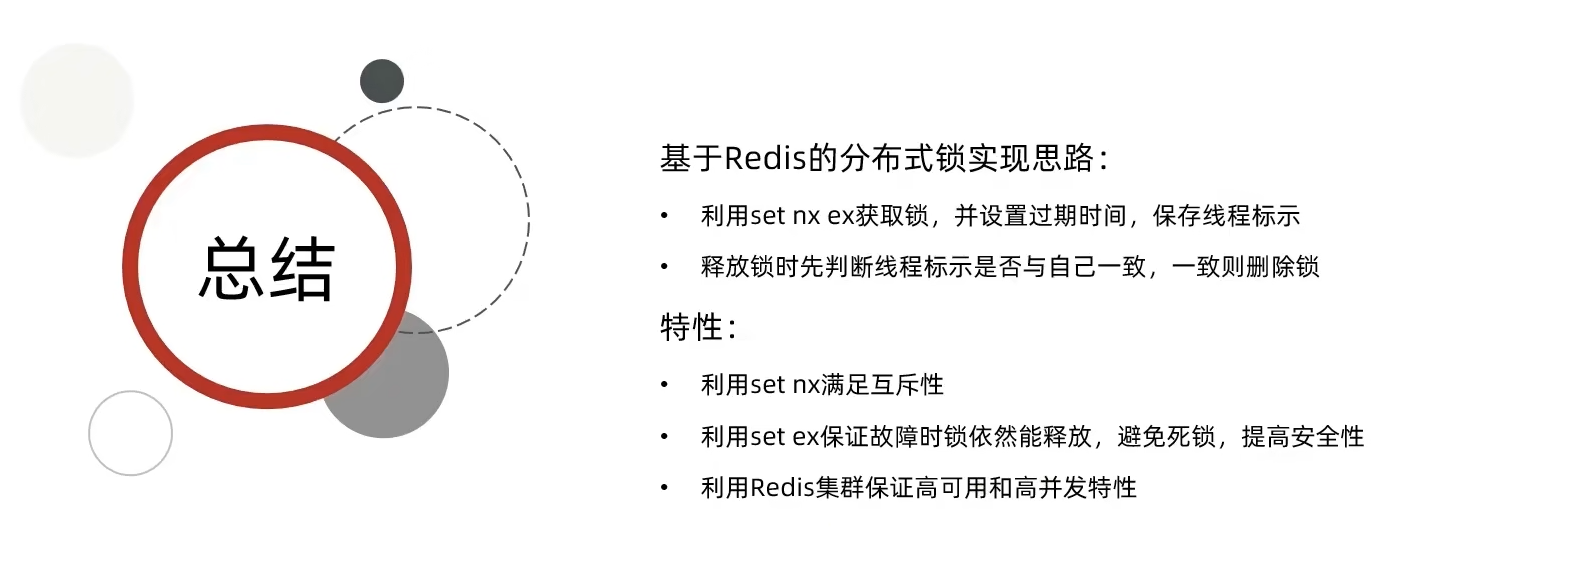 总结
基于Redis的分布式锁实现思路：
• 利用set nx ex获取锁，并设置过期时间，保存线程标示
• 释放锁时先判断线程标示是否与自己一致，一致则删除锁
特性：
• 利用set nx满足互斥性
• 利用set ex保证故障时锁依然能释放，避免死锁，提高安全性
• 利用Redis集群保证高可用和高并发特性